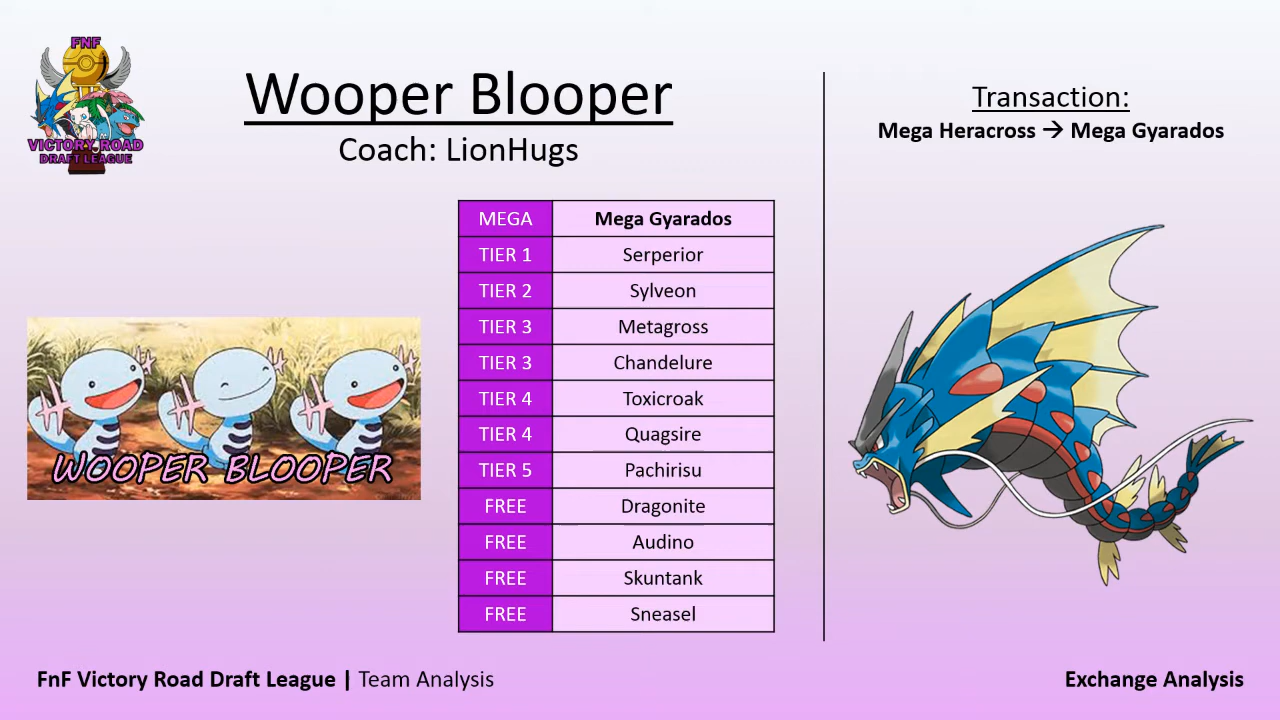 FNF
VICTORY ROAD
DRAFT LEAGUE
Wooper Blooper
Coach: LionHugs
Transaction:
Mega Heracross → Mega Gyarados
WOOPER BLOOPER
MEGA Mega Gyarados
TIER 1 Serperior
TIER 2 Sylveon
TIER 3 Metagross
TIER 3 Chandelure
TIER 4 Toxicroak
TIER 4 Quagsire
TIER 5 Pachirisu
FREE Dragonite
FREE Audino
FREE Skuntank
FREE Sneasel
FnF Victory Road Draft League | Team Analysis
Exchange Analysis